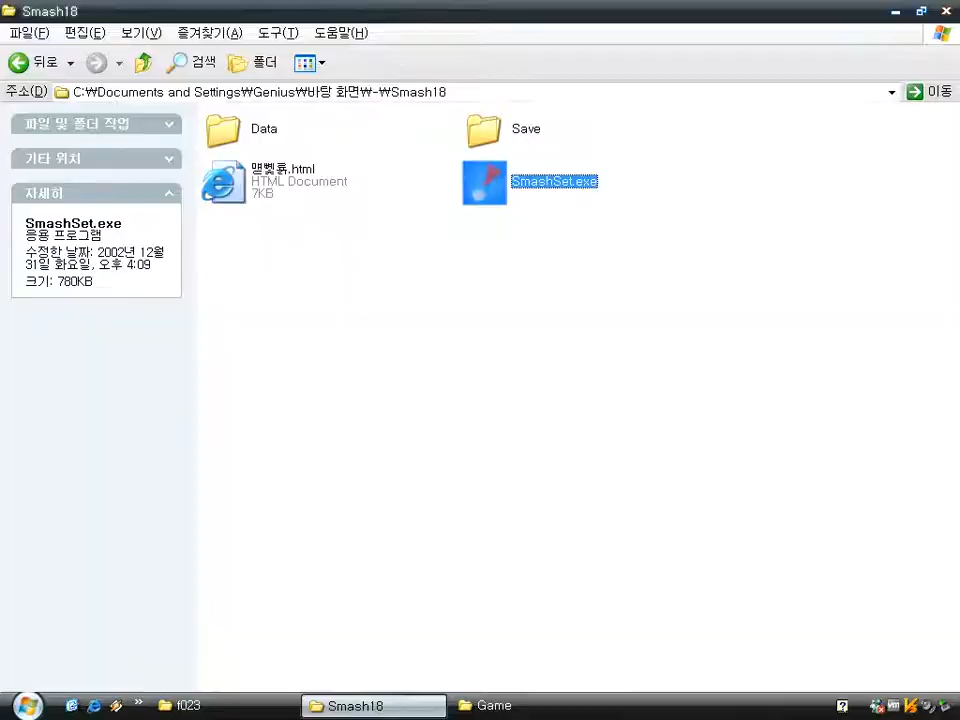 Smash18
파일(F) 편집(E) 보기(V) 즐겨찾기(A) 도구(T) 도움말(H)
뒤로 검색 폴더
주소(D) C:₩Documents and Settings₩Genius₩바탕 화면₩-₩Smash18 이동
파일 및 폴더 작업
기타 위치
자세히
SmashSet.exe
응용 프로그램
수정한 날짜: 2002년 12월
31일 화요일, 오후 4:09
크기: 780KB
Data
Save
.html
HTML Document
7KB
SmashSet.exe
f023 Smash18 Game